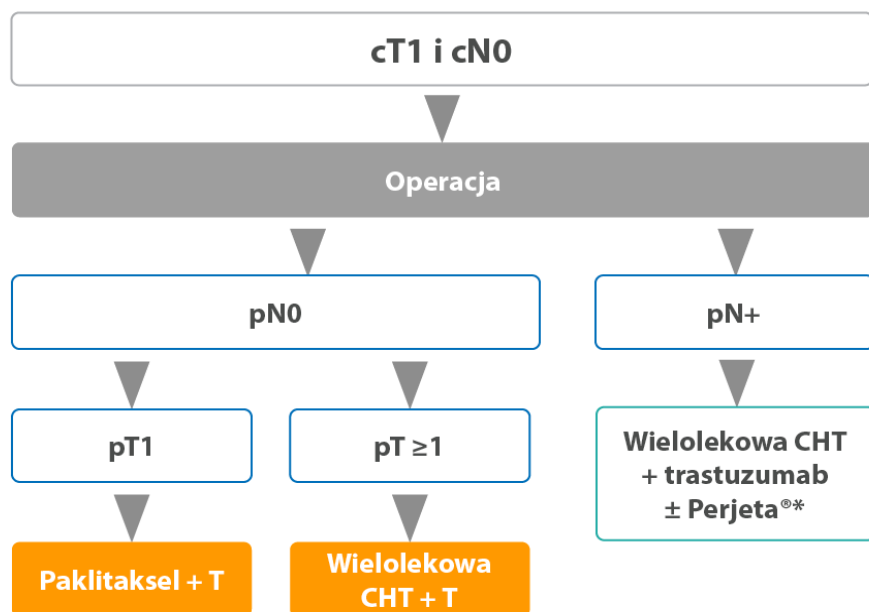 cT1 i cN0
Operacja
pN0
pN+
pT1
pT ≥1
Wielolekowa CHT
+ trastuzumab
± Perjeta®*
Paklitaksel + T
Wielolekowa
CHT + T